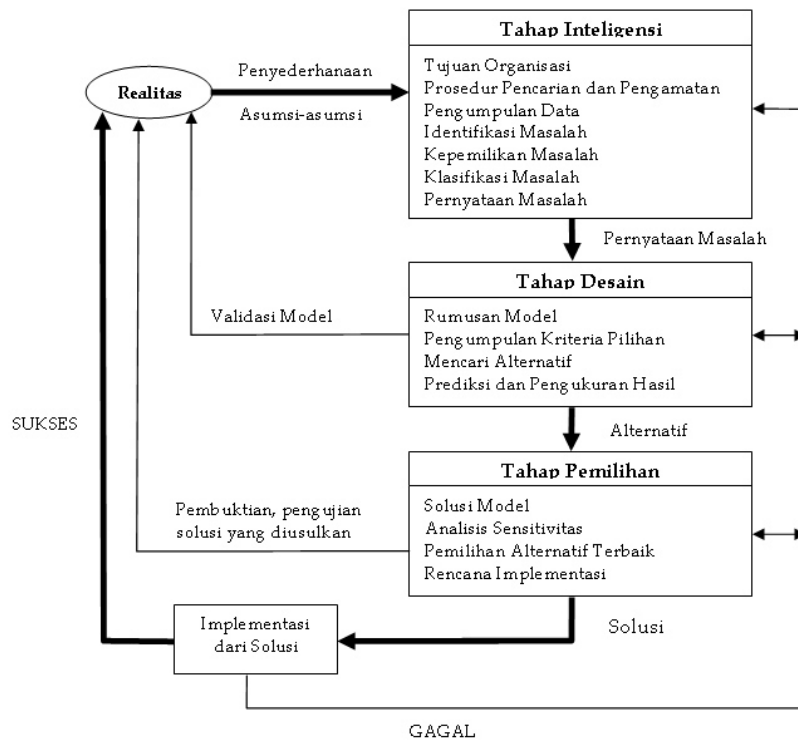 Tahap Inteligensi
Penyederhanaan
Realitas
Asumsi-asumsi
Tujuan Organisasi
Prosedur Pencarian dan Pengamatan
Pengumpulan Data
Identifikasi Masalah
Kepemilikan Masalah
Klasifikasi Masalah
Pernyataan Masalah
Pernyataan Masalah
Tahap Desain
Validasi Model
Rumusan Model
Pengumpulan Kriteria Pilihan
Mencari Alternatif
Prediksi dan Pengukuran Hasil
SUKSES
Alternatif
Tahap Pemilihan
Pembuktian, pengujian
solusi yang diusulkan
Solusi Model
Analisis Sensitivitas
Pemilihan Alternatif Terbaik
Rencana Implementasi
Implementasi
dari Solusi
Solusi
GAGAL